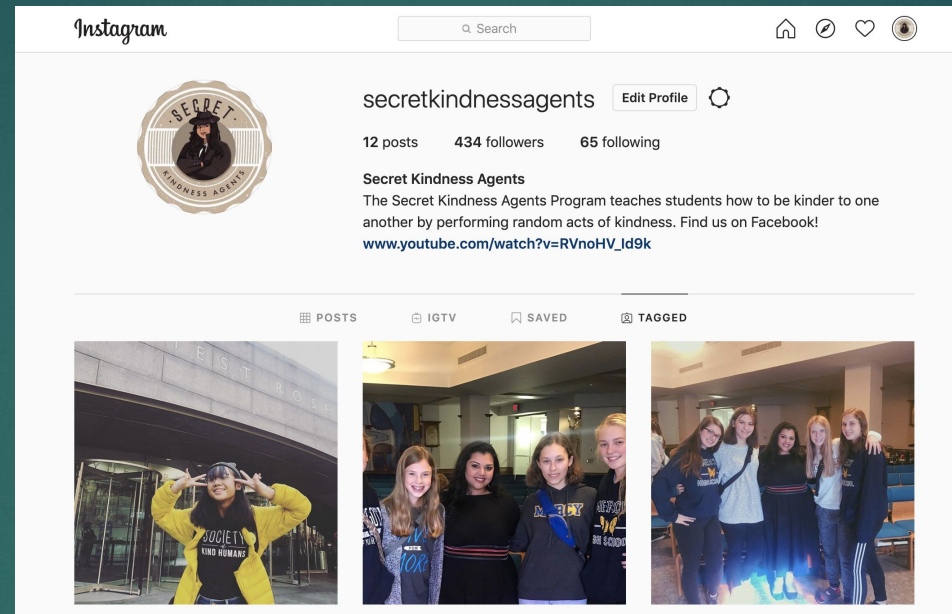 Instagram
Search
SECRET
KINDNESS AGENTS
secretkindnessagents
Edit Profile
12 posts 434 followers 65 following
Secret Kindness Agents
The Secret Kindness Agents Program teaches students how to be kinder to one
another by performing random acts of kindness. Find us on Facebook!
www.youtube.com/watch?v=RVnoHV_ld9k
POSTS IGTV SAVED TAGGED
SOCIETY
KIND HUMANS
MERCY